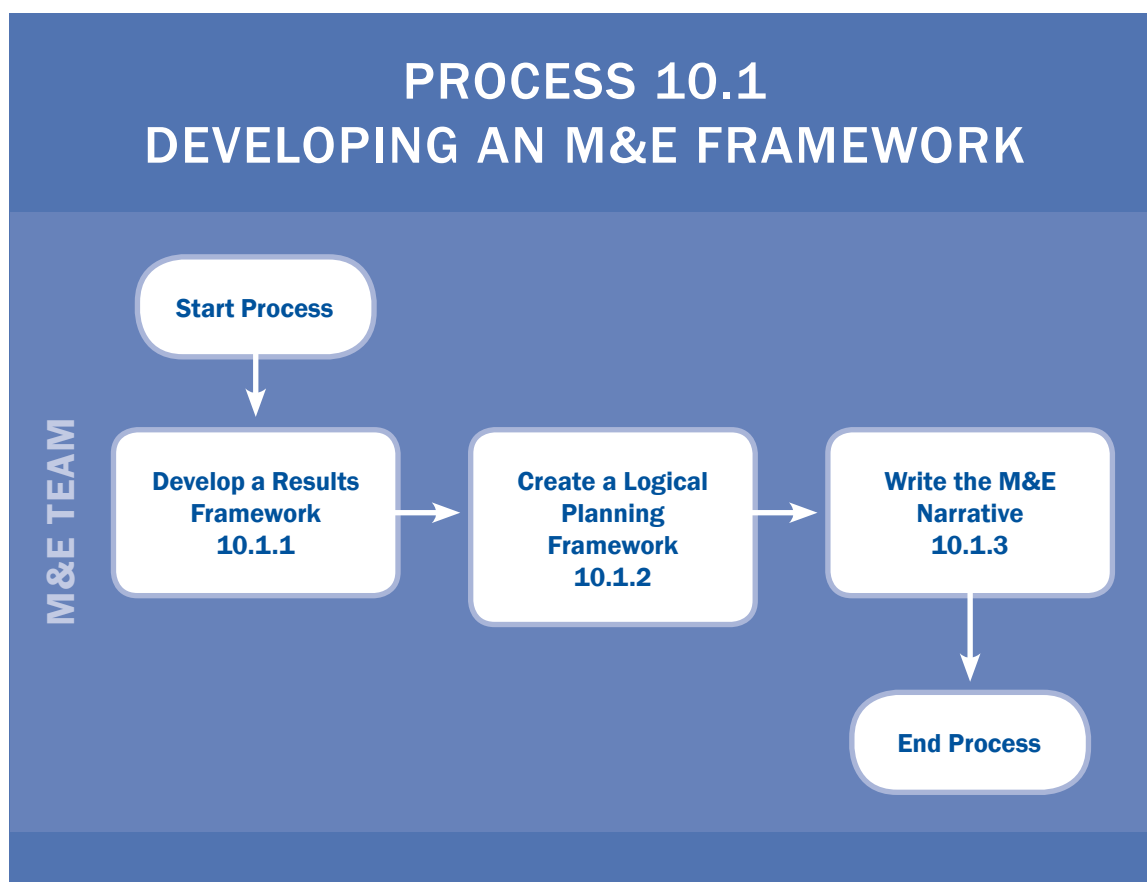 PROCESS 10.1
DEVELOPING AN M&E FRAMEWORK
M&E TEAM
Start Process
Develop a Results
Framework
10.1.1
Create a Logical
Planning
Framework
10.1.2
Write the M&E
Narrative
10.1.3
End Process